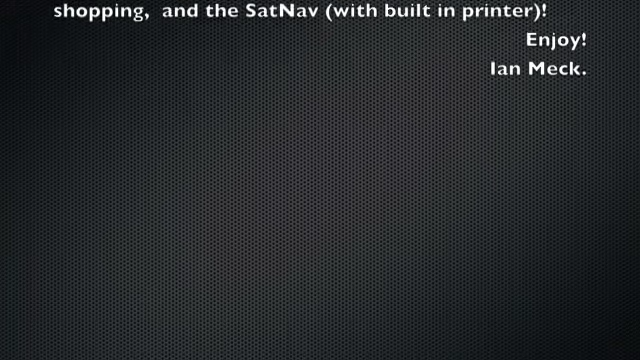 shopping,  and the SatNav (with built in printer)!
Enjoy!
Ian Meck.